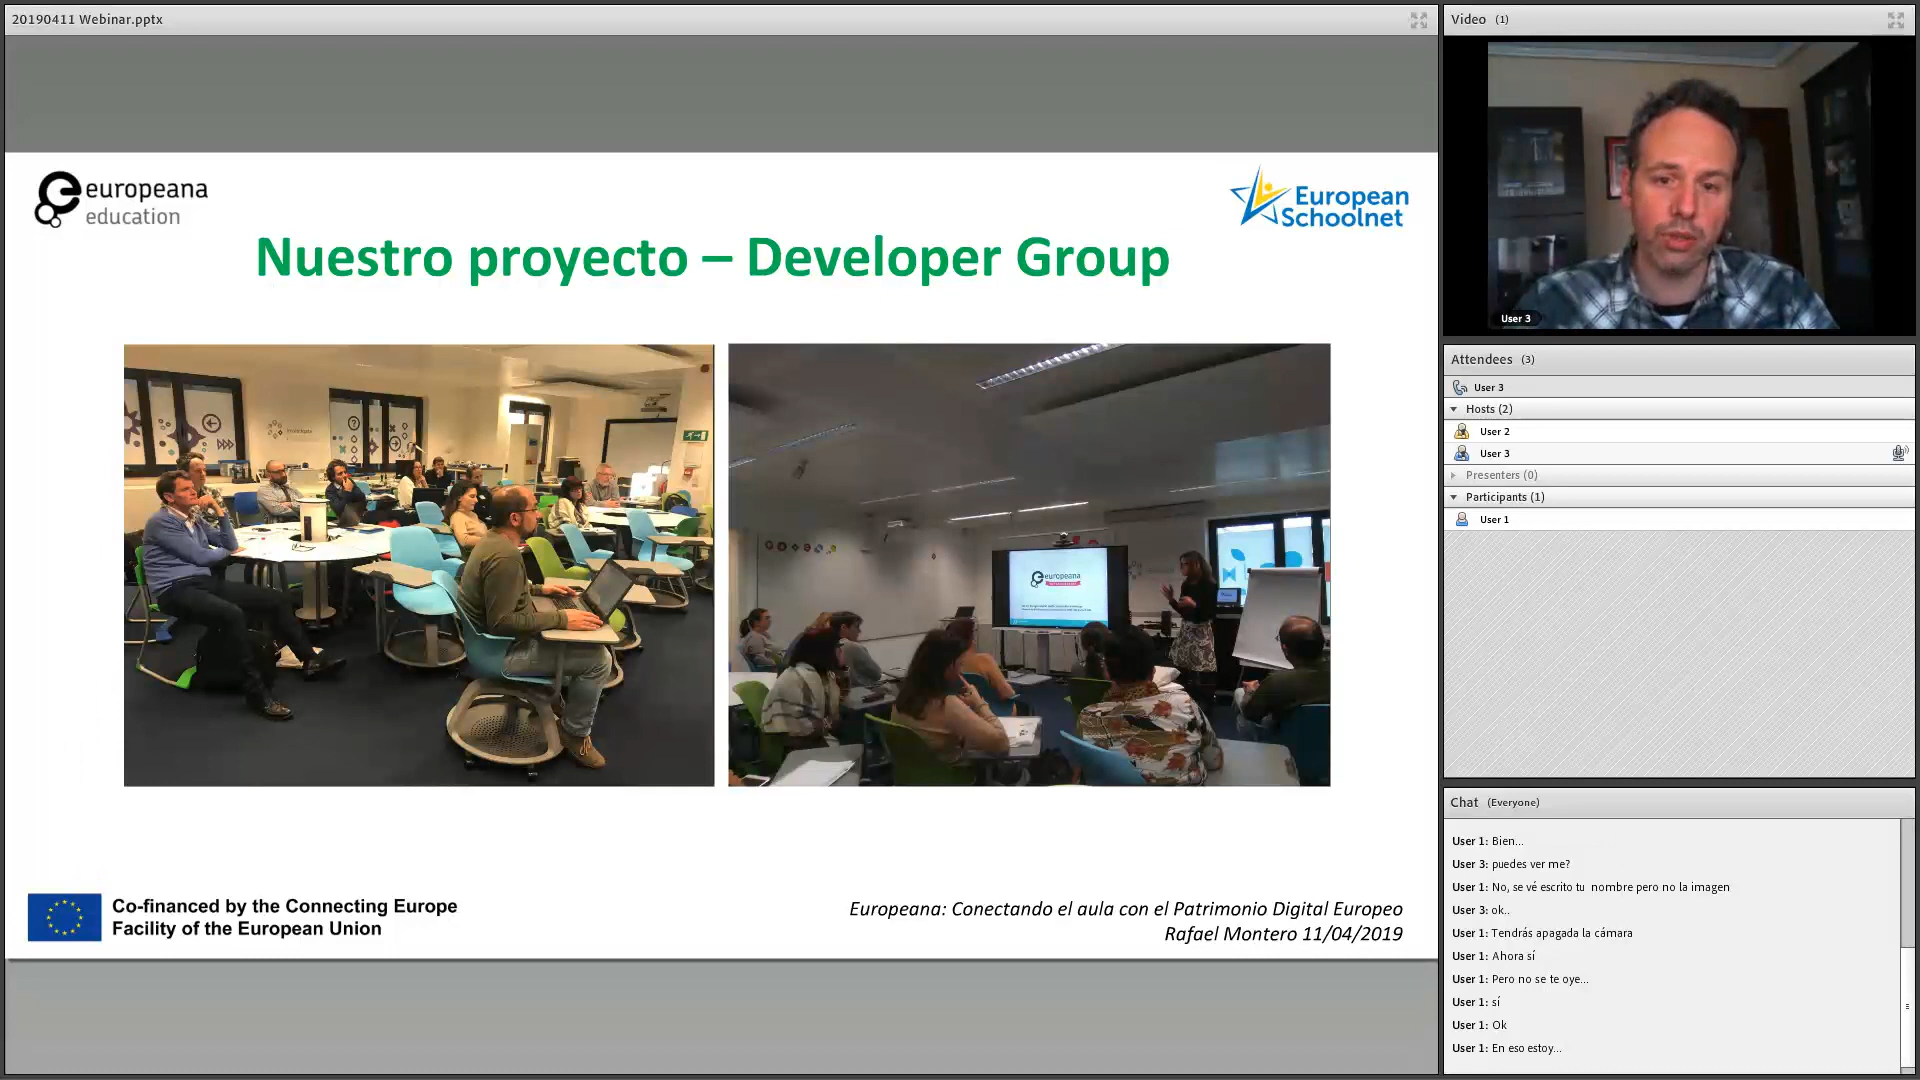 20190411 Webinar.pptx
europeana
education
European
Schoolnet
Nuestro proyecto – Developer Group
europeana
Co-financed by the Connecting Europe
Facility of the European Union
Europeana: Conectando el aula con el Patrimonio Digital Europeo
Rafael Montero 11/04/2019
Video (1)
User 3
Attendees (3)
User 3
Hosts (2)
User 2
User 3
Presenters (0)
Participants (1)
User 1
Chat (Everyone)
User 1: Bien...
User 3: puedes ver me?
User 1: No, se vé escrito tu nombre pero no la imagen
User 3: ok..
User 1: Tendrás apagada la cámara
User 1: Ahora sí
User 1: Pero no se te oye...
User 1: sí
User 1: Ok
User 1: En eso estoy...